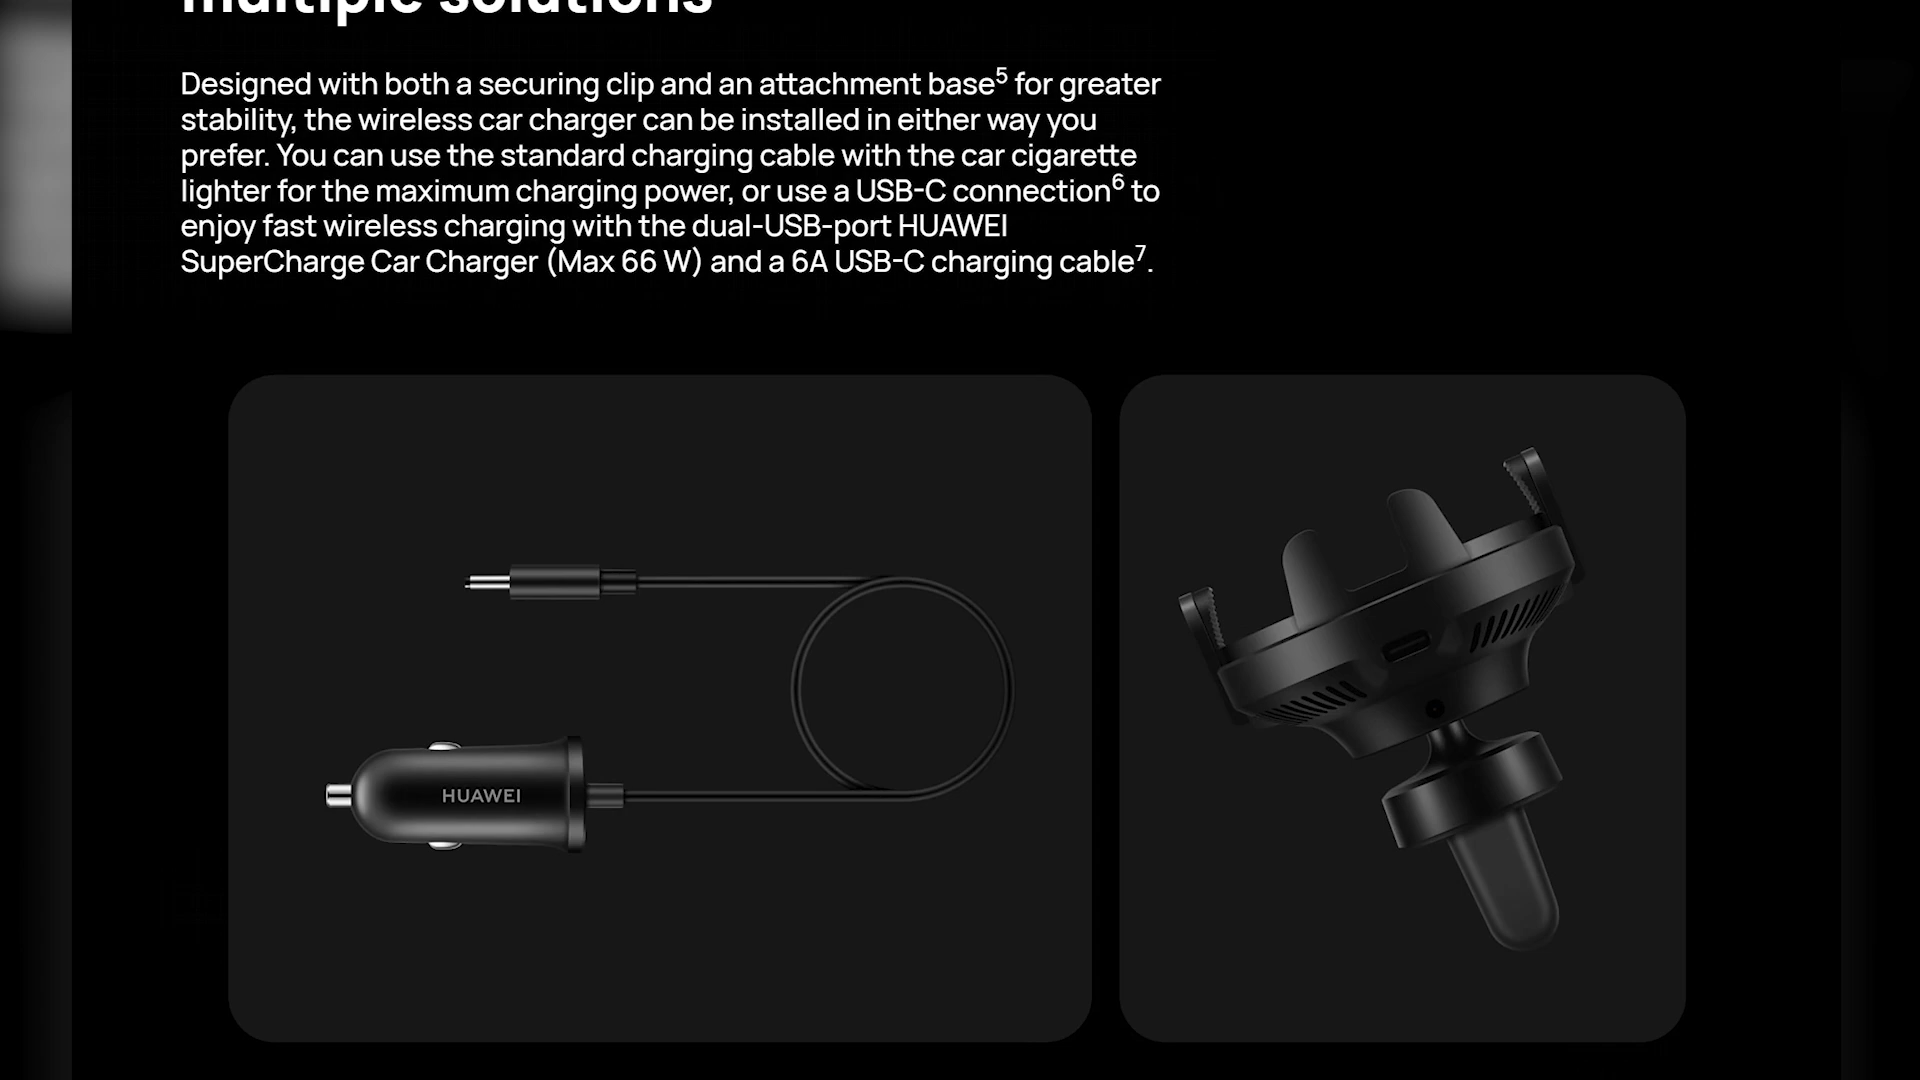 multiple solutions
Designed with both a securing clip and an attachment base⁵ for greater
stability, the wireless car charger can be installed in either way you
prefer. You can use the standard charging cable with the car cigarette
lighter for the maximum charging power, or use a USB-C connection⁶ to
enjoy fast wireless charging with the dual-USB-port HUAWEI
SuperCharge Car Charger (Max 66 W) and a 6A USB-C charging cable⁷.
HUAWEI